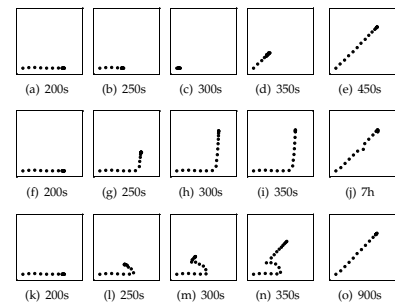 (a) 200s (b) 250s (c) 300s (d) 350s (e) 450s
(f) 200s (g) 250s (h) 300s (i) 350s (j) 7h
(k) 200s (l) 250s (m) 300s (n) 350s (o) 900s